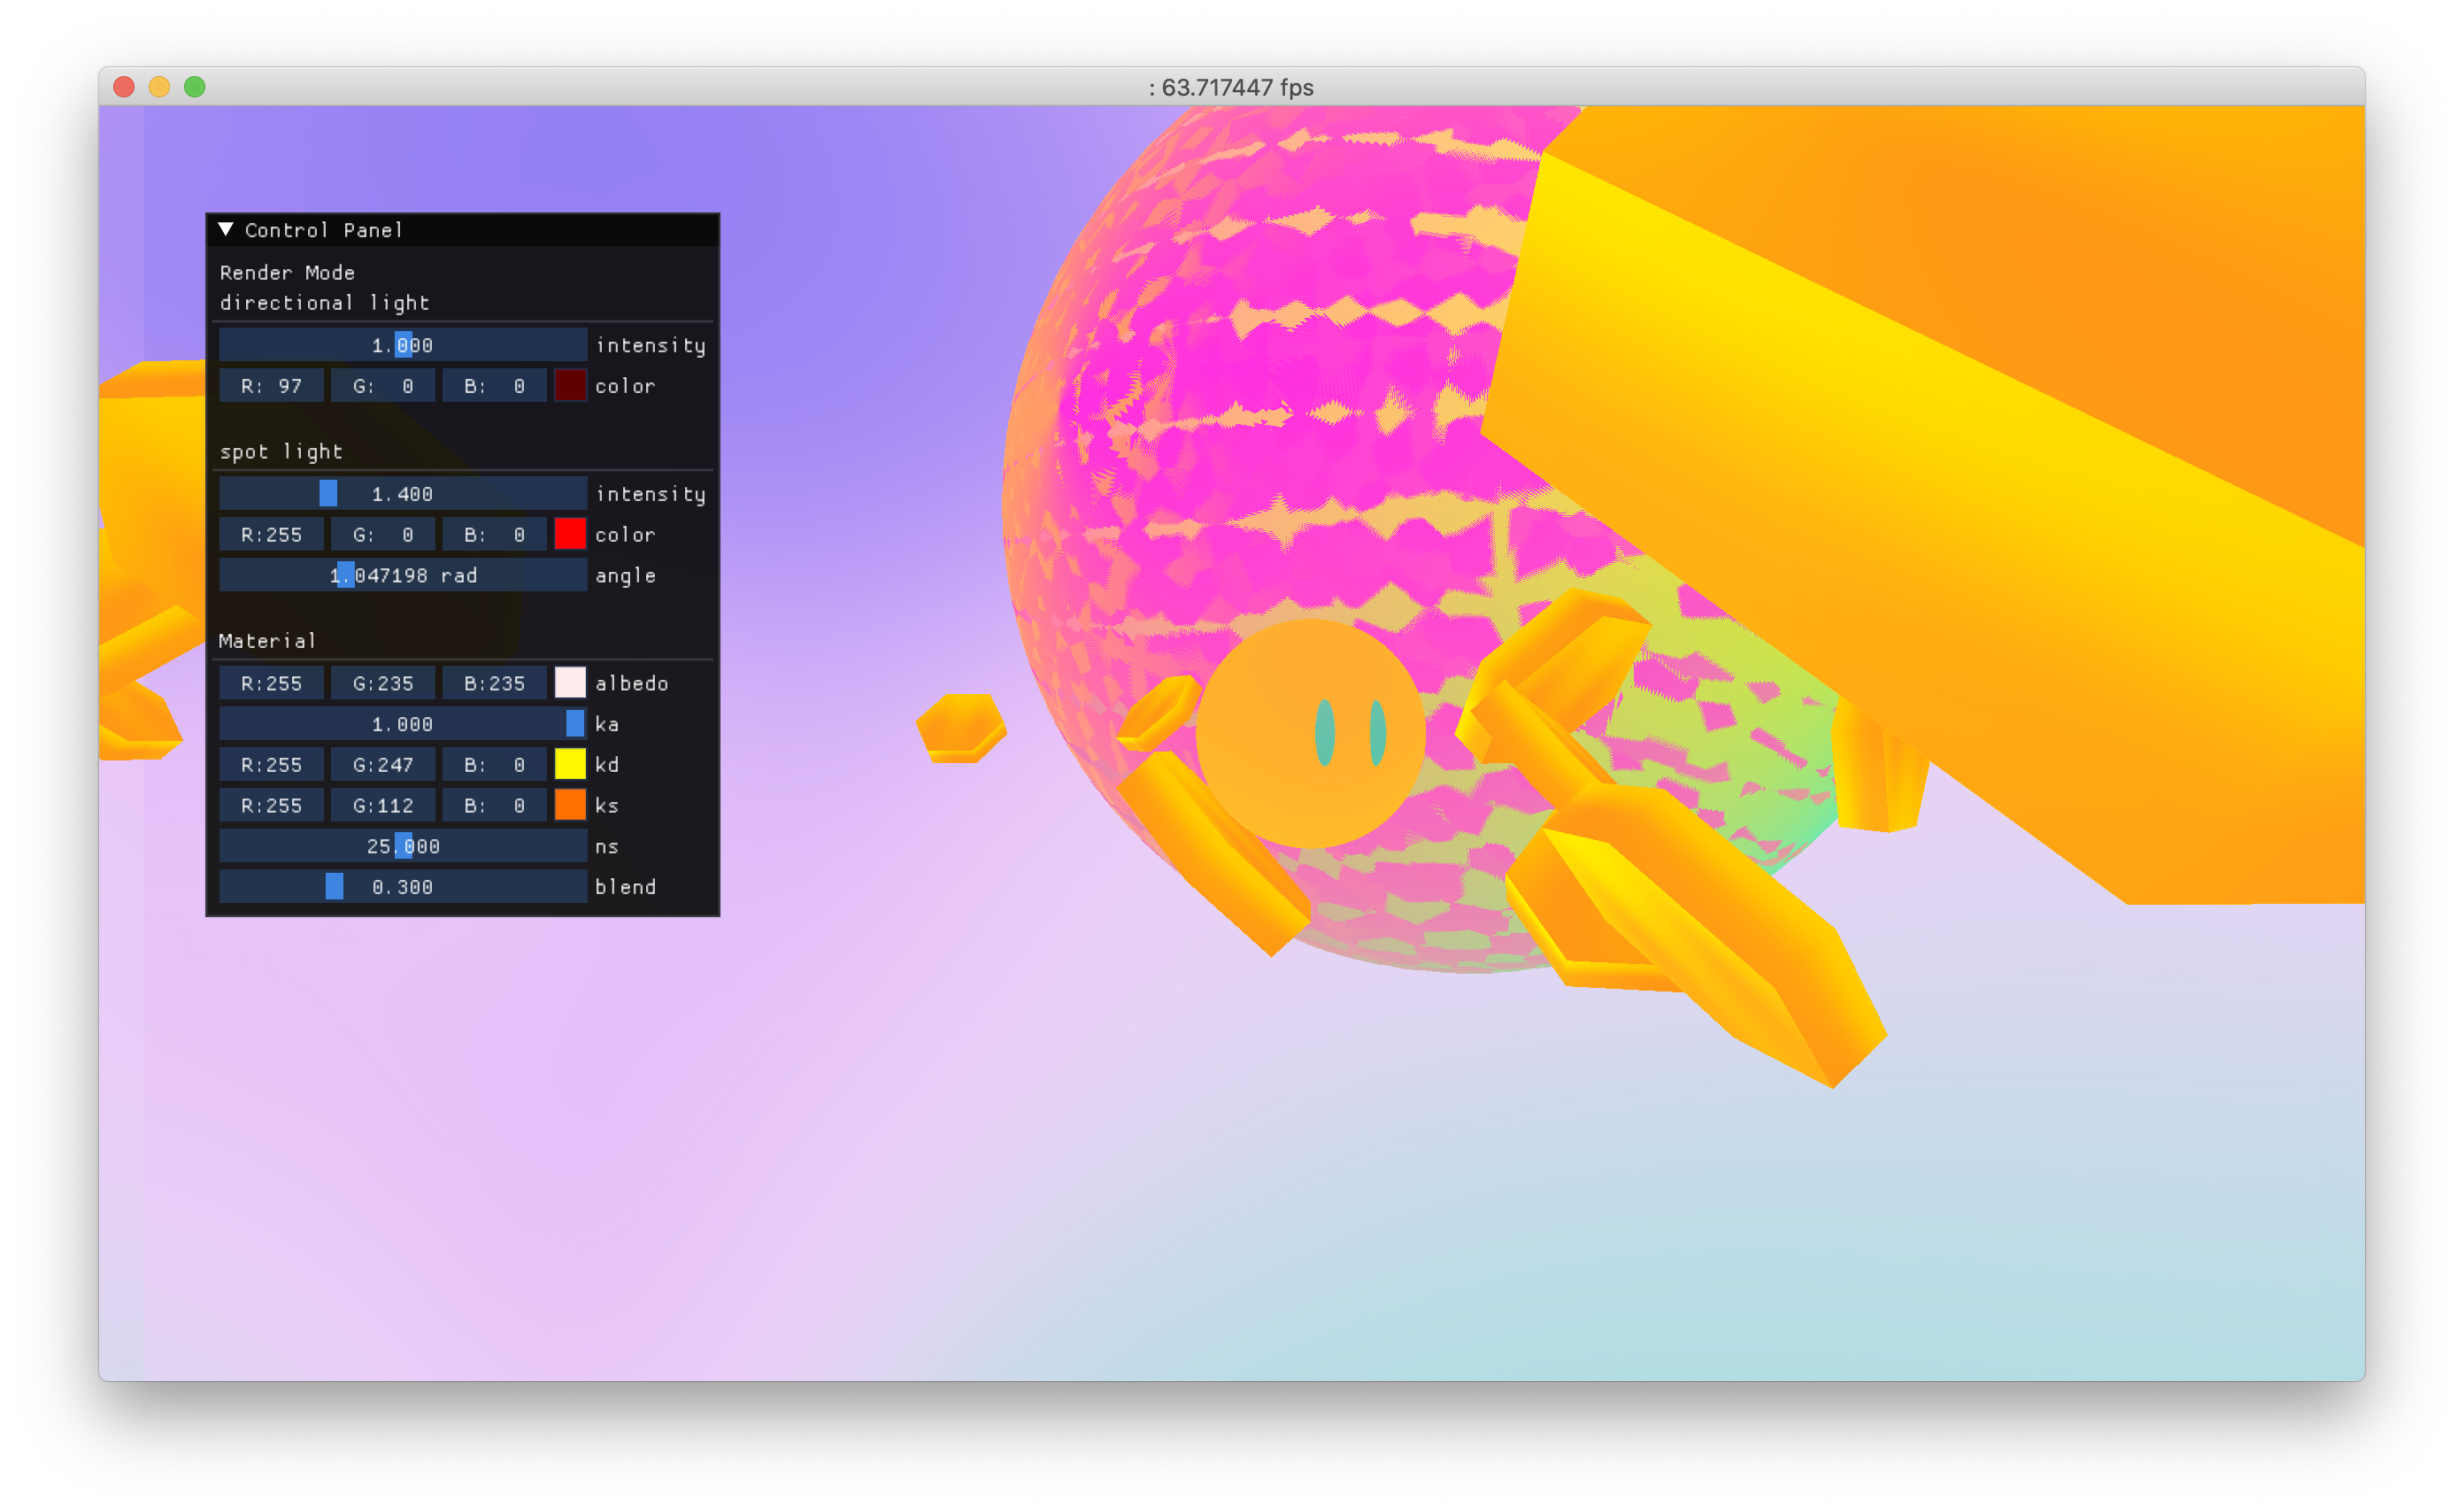 : 63.717447 fps
Control Panel
Render Mode
directional light
1.000 intensity
R: 97 G: 0 B: 0 color
spot light
1.400 intensity
R:255 G: 0 B: 0 color
1.047198 rad angle
Material
R:255 G:235 B:235 albedo
1.000 ka
R:255 G:247 B: 0 kd
R:255 G:112 B: 0 ks
25.000 ns
0.300 blend